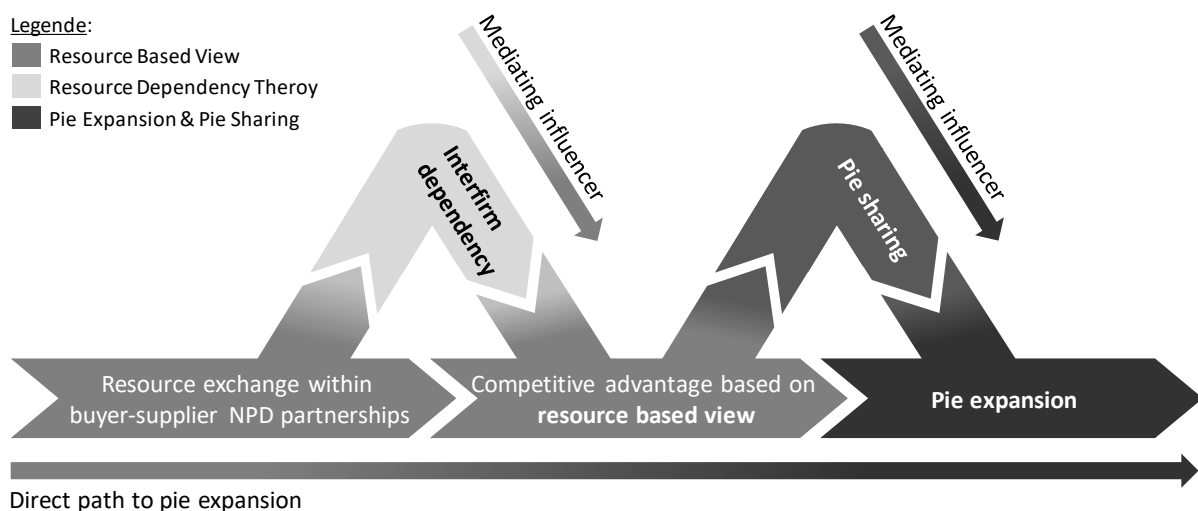 Legende:
Resource Based View
Resource Dependency Theroy
Pie Expansion & Pie Sharing
Mediating influencer
Mediating influencer
Interfirm
dependency
Pie sharing
Resource exchange within
buyer-supplier NPD partnerships
Competitive advantage based on
resource based view
Pie expansion
Direct path to pie expansion